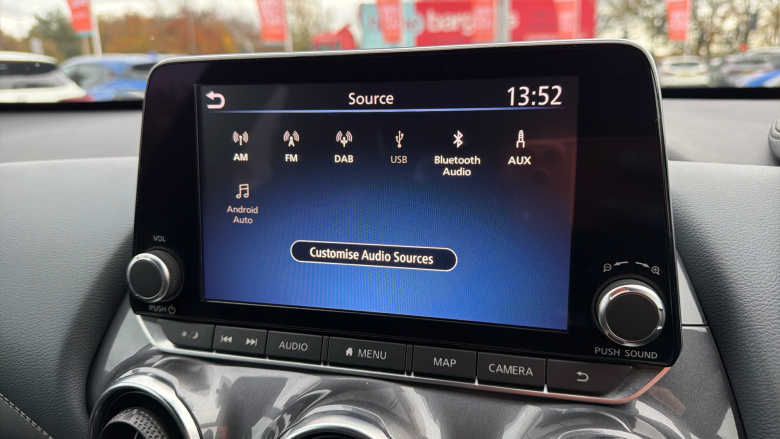 berg
Source
13:52
AM
FM
DAB
USB
Bluetooth
Audio
AUX
Android
Auto
Customise Audio Sources
VOL
PUSH
PUSH SOUND
AUDIO
MENU
MAP
CAMERA